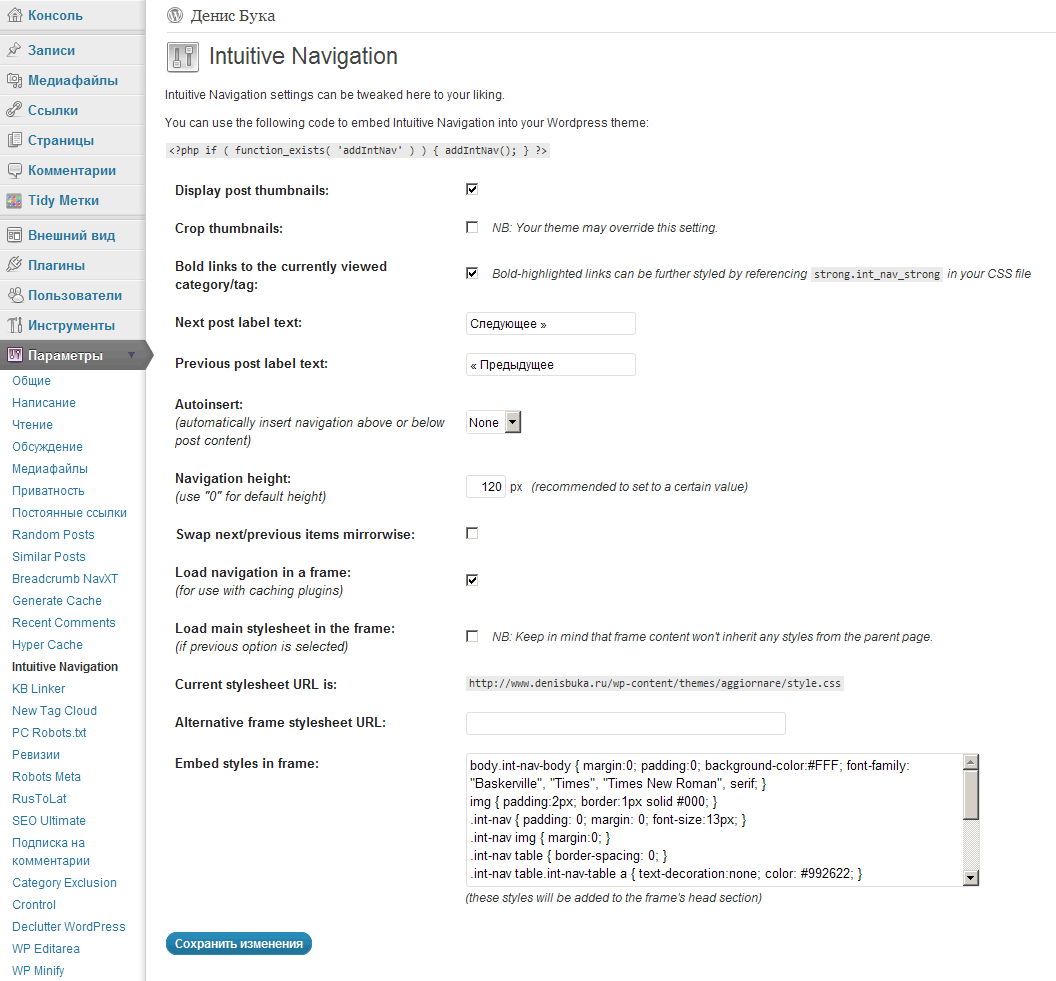 Консоль
Записи
Медиафайлы
Ссылки
Страницы
Комментарии
Tidy Метки
Внешний вид
Плагины
Пользователи
Инструменты
Параметры
Общие
Написание
Чтение
Обсуждение
Медиафайлы
Приватность
Постоянные ссылки
Random Posts
Similar Posts
Breadcrumb NavXT
Generate Cache
Recent Comments
Hyper Cache
Intuitive Navigation
KB Linker
New Tag Cloud
PC Robots.txt
Ревизии
Robots Meta
RusToLat
SEO Ultimate
Подписка на
комментарии
Category Exclusion
Crontrol
Declutter WordPress
WP Editarea
WP Minify
Денис Бука
Intuitive Navigation
Intuitive Navigation settings can be tweaked here to your liking.
You can use the following code to embed Intuitive Navigation into your Wordpress theme:
<?php if ( function_exists( 'addIntNav' ) ) { addIntNav(); } ?>
Display post thumbnails:
Crop thumbnails:
NB: Your theme may override this setting.
Bold links to the currently viewed
category/tag:
Bold-highlighted links can be further styled by referencing strong.int_nav_strong in your CSS file
Next post label text:
Следующее »
Previous post label text:
« Предыдущее
Autoinsert:
(automatically insert navigation above or below
post content)
None
Navigation height:
(use "0" for default height)
120 px (recommended to set to a certain value)
Swap next/previous items mirrorwise:
Load navigation in a frame:
(for use with caching plugins)
Load main stylesheet in the frame:
(if previous option is selected)
NB: Keep in mind that frame content won't inherit any styles from the parent page.
Current stylesheet URL is:
http://www.denisbuka.ru/wp-content/themes/aggiornare/style.css
Alternative frame stylesheet URL:
Embed styles in frame:
body.int-nav-body { margin:0; padding:0; background-color:#FFF; font-family:
"Baskerville", "Times", "Times New Roman", serif; }
img { padding:2px; border:1px solid #000; }
.int-nav { padding: 0; margin: 0; font-size:13px; }
.int-nav img { margin:0; }
.int-nav table { border-spacing: 0; }
.int-nav table.int-nav-table a { text-decoration:none; color: #992622; }
(these styles will be added to the frame's head section)
Сохранить изменения